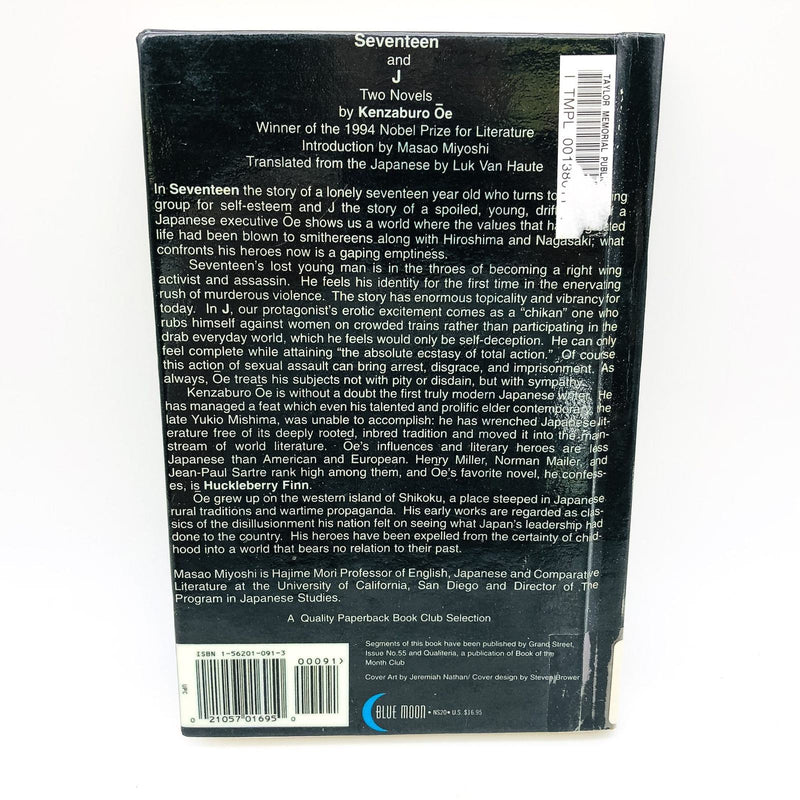 Seventeen
and
J
Two Novels
by Kenzaburo Ōe
Winner of the 1994 Nobel Prize for Literature
Introduction by Masao Miyoshi
Translated from the Japanese by Luk Van Haute
TAYLOR MEMORIAL
TMPL
In Seventeen the story of a lonely seventeen year old who turns to
group for self-esteem and J the story of a spoiled, young, a
Japanese executive Ōe shows us a world where the values that
life had been blown to smithereens along with Hiroshima and Nagasaki; what
confronts his heroes now is a gaping emptiness.
Seventeen's lost young man is in the throes of becoming a right wing
activist and assassin. He feels his identity for the first time in the enervating
rush of murderous violence. The story has enormous topicality and vibrancy for
today. In J, our protagonist's erotic excitement comes as a "chikan" one who
rubs himself against women on crowded trains rather than participating in the
drab everyday world, which he feels would only be self-deception. He can only
feel complete while attaining "the absolute ecstasy of total action." Of course
this action of sexual assault can bring arrest, disgrace, and imprisonment. As
always, Ōe treats his subjects not with pity or disdain, but with sympathy.
Kenzaburo Ōe is without a doubt the first truly modern Japanese writer. He
has managed a feat which even his talented and prolific elder contemporary, the
late Yukio Mishima, was unable to accomplish: he has wrenched Japanese lit-
erature free of its deeply rooted, inbred tradition and moved it into the main-
stream of world literature. Ōe's influences and literary heroes are less
Japanese than American and European. Henry Miller, Norman Mailer, and
Jean-Paul Sartre rank high among them, and Oe's favorite novel, he confess-
es, is Huckleberry Finn.
Oe grew up on the western island of Shikoku, a place steeped in Japanese
rural traditions and wartime propaganda. His early works are regarded as clas-
sics of the disillusionment his nation felt on seeing what Japan's leadership had
done to the country. His heroes have been expelled from the certainty of child-
hood into a world that bears no relation to their past.
Masao Miyoshi is Hajime Mori Professor of English, Japanese and Comparative
Literature at the University of California, San Diego and Director of The
Program in Japanese Studies.
A Quality Paperback Book Club Selection
ISBN 1-56201-091-3
00091>
UPC
0 21057 01695 0
Segments of this book have been published by Grand Street,
Issue No.55 and Qualiteria, a publication of Book of the
Month Club
Cover Art by Jeremiah Nathan/ Cover design by Steven Brower
BLUE MOON • NS20 • U.S. $16.95